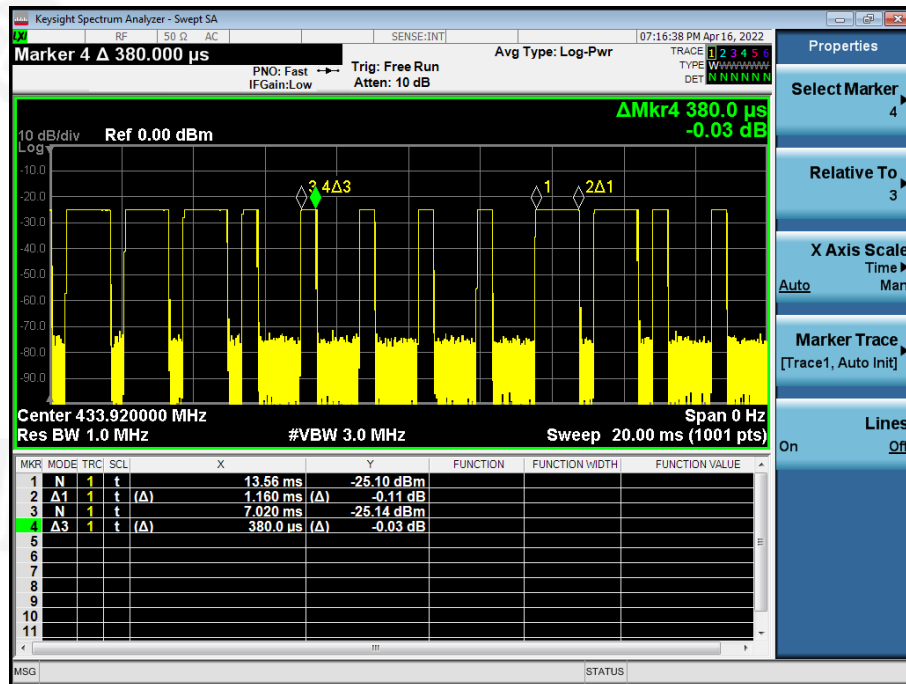 Keysight Spectrum Analyzer - Swept SA
LXI RF 50 Ω AC SENSE:INT 07:16:38 PM Apr 16, 2022
Marker 4 Δ 380.000 µs
PNO: Fast
IFGain:Low
Trig: Free Run
Atten: 10 dB
Avg Type: Log-Pwr
TRACE 1 2 3 4 5 6
TYPE WWWWWW
DET N N N N N N
ΔMkr4 380.0 µs
-0.03 dB
10 dB/div Ref 0.00 dBm
Log
-10.0
-20.0
-30.0
-40.0
-50.0
-60.0
-70.0
-80.0
-90.0
3 4Δ3 1 2Δ1
Center 433.920000 MHz Span 0 Hz
Res BW 1.0 MHz #VBW 3.0 MHz Sweep 20.00 ms (1001 pts)
MKR MODE TRC SCL X Y FUNCTION FUNCTION WIDTH FUNCTION VALUE
1 N 1 t 13.56 ms -25.10 dBm
2 Δ1 1 t (Δ) 1.160 ms (Δ) -0.11 dB
3 N 1 t 7.020 ms -25.14 dBm
4 Δ3 1 t (Δ) 380.0 µs (Δ) -0.03 dB
5
6
7
8
9
10
11
MSG STATUS
Properties
Select Marker
4
Relative To
3
X Axis Scale
Time
Auto Man
Marker Trace
[Trace1, Auto Init]
Lines
On Off